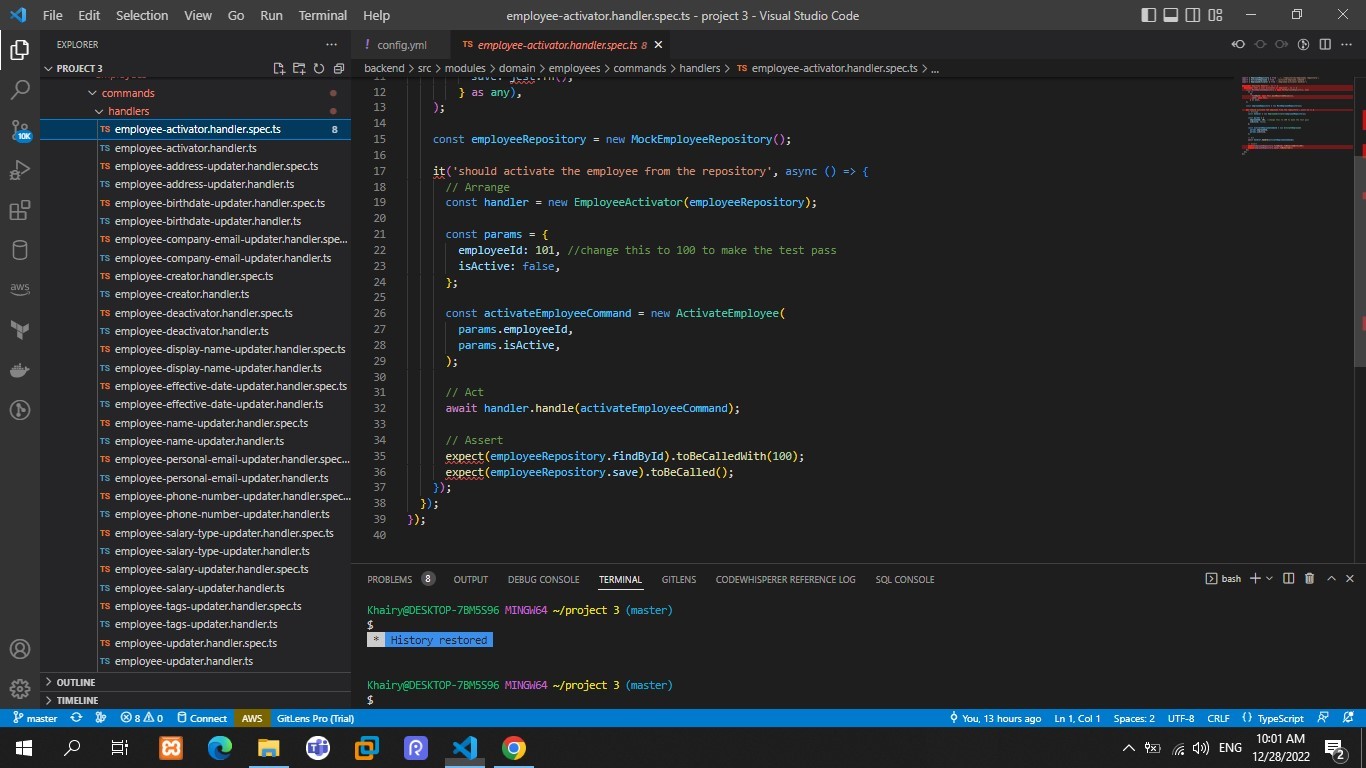 File Edit Selection View Go Run Terminal Help employee-activator.handler.spec.ts - project 3 - Visual Studio Code
EXPLORER
PROJECT 3
commands
handlers
TS employee-activator.handler.spec.ts 8
TS employee-activator.handler.ts
TS employee-address-updater.handler.spec.ts
TS employee-address-updater.handler.ts
TS employee-birthdate-updater.handler.spec.ts
TS employee-birthdate-updater.handler.ts
TS employee-company-email-updater.handler.spe...
TS employee-company-email-updater.handler.ts
TS employee-creator.handler.spec.ts
TS employee-creator.handler.ts
TS employee-deactivator.handler.spec.ts
TS employee-deactivator.handler.ts
TS employee-display-name-updater.handler.spec.ts
TS employee-display-name-updater.handler.ts
TS employee-effective-date-updater.handler.spec.ts
TS employee-effective-date-updater.handler.ts
TS employee-name-updater.handler.spec.ts
TS employee-name-updater.handler.ts
TS employee-personal-email-updater.handler.spec...
TS employee-personal-email-updater.handler.ts
TS employee-phone-number-updater.handler.spec...
TS employee-phone-number-updater.handler.ts
TS employee-salary-type-updater.handler.spec.ts
TS employee-salary-type-updater.handler.ts
TS employee-salary-updater.handler.spec.ts
TS employee-salary-updater.handler.ts
TS employee-tags-updater.handler.spec.ts
TS employee-tags-updater.handler.ts
TS employee-updater.handler.spec.ts
TS employee-updater.handler.ts
OUTLINE
TIMELINE
10K
aws
! config.yml TS employee-activator.handler.spec.ts 8
backend > src > modules > domain > employees > commands > handlers > TS employee-activator.handler.spec.ts > ...
11 save: jest.fn(),
12 } as any),
13 );
14
15 const employeeRepository = new MockEmployeeRepository();
16
17 it('should activate the employee from the repository', async () => {
18 // Arrange
19 const handler = new EmployeeActivator(employeeRepository);
20
21 const params = {
22 employeeId: 101, //change this to 100 to make the test pass
23 isActive: false,
24 };
25
26 const activateEmployeeCommand = new ActivateEmployee(
27 params.employeeId,
28 params.isActive,
29 );
30
31 // Act
32 await handler.handle(activateEmployeeCommand);
33
34 // Assert
35 expect(employeeRepository.findById).toBeCalledWith(100);
36 expect(employeeRepository.save).toBeCalled();
37 });
38 });
39 });
40
PROBLEMS 8 OUTPUT DEBUG CONSOLE TERMINAL GITLENS CODEWHISPERER REFERENCE LOG SQL CONSOLE bash
Khairy@DESKTOP-7BM5S96 MINGW64 ~/project 3 (master)
$
* History restored
Khairy@DESKTOP-7BM5S96 MINGW64 ~/project 3 (master)
$
master 8 0 Connect AWS GitLens Pro (Trial) You, 13 hours ago Ln 1, Col 1 Spaces: 2 UTF-8 CRLF {} TypeScript
ENG 10:01 AM
12/28/2022 2